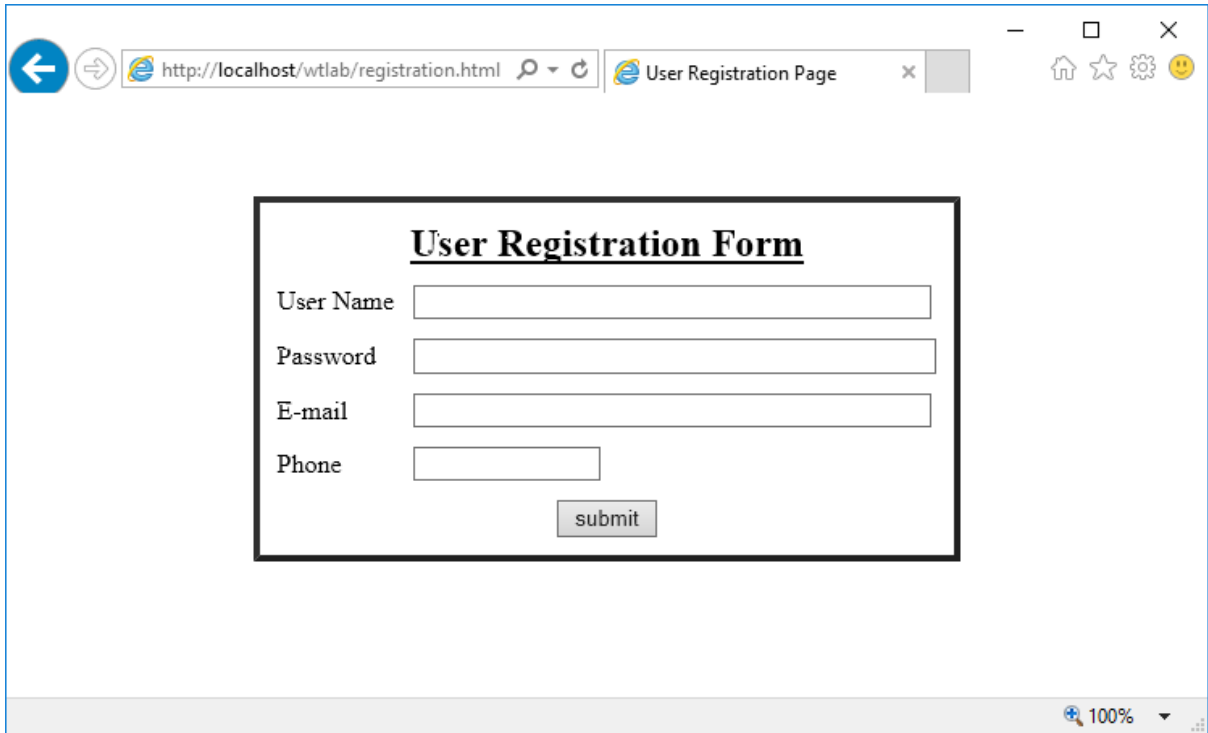 http://localhost/wtlab/registration.html
User Registration Page
User Registration Form
User Name
Password
E-mail
Phone
submit
100%